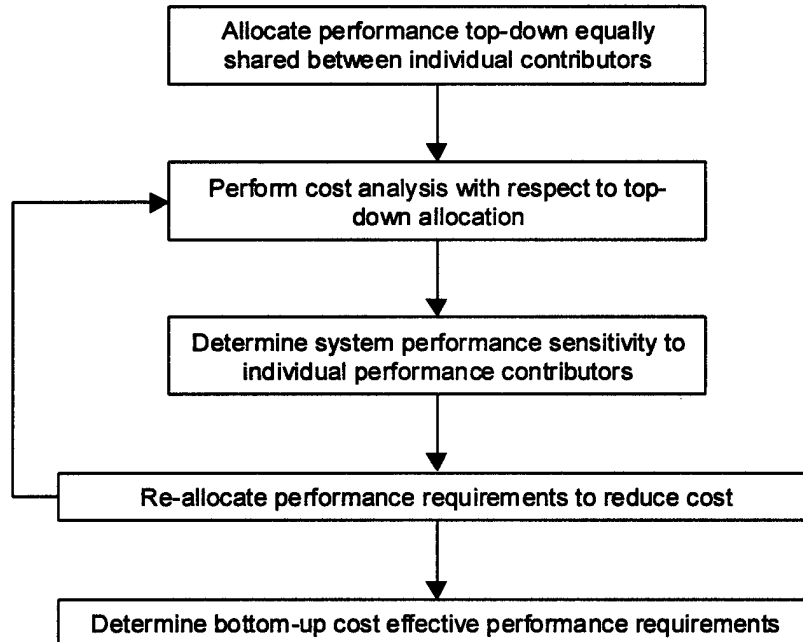 Allocate performance top-down equally
shared between individual contributors
Perform cost analysis with respect to top-
down allocation
Determine system performance sensitivity to
individual performance contributors
Re-allocate performance requirements to reduce cost
Determine bottom-up cost effective performance requirements